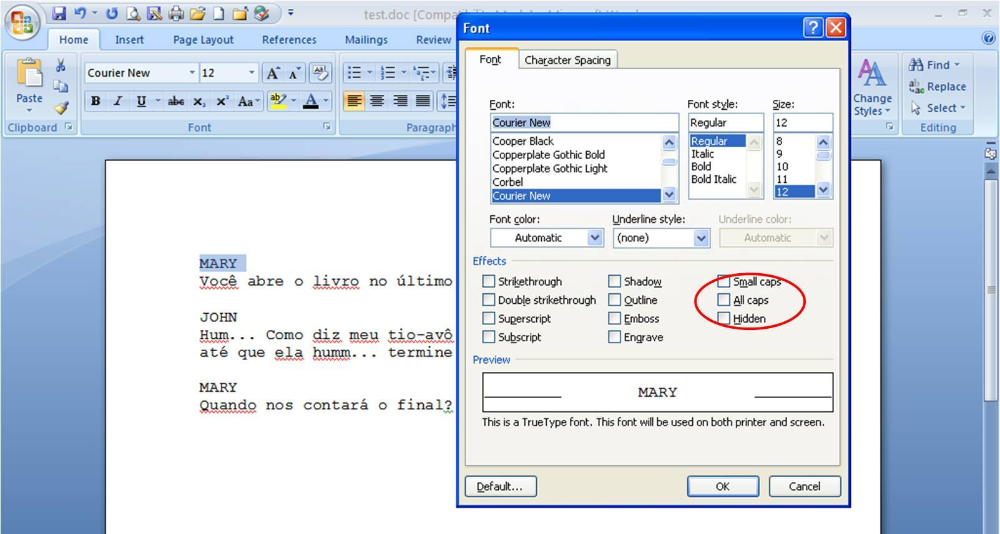 test.doc [Compatibility Mode] - Microsoft Word
Home Insert Page Layout References Mailings Review
Courier New 12
Paste
B I U abc x₂ x² Aa ab A
Clipboard Font Paragraph
Change Styles
Find
Replace
Select
Editing
MARY
Você abre o livro no último
JOHN
Hum... Como diz meu tio-avô
até que ela humm... termine
MARY
Quando nos contará o final?
Font
Font Character Spacing
Font: Font style: Size:
Courier New Regular 12
Cooper Black Regular 8
Copperplate Gothic Bold Italic 9
Copperplate Gothic Light Bold 10
Corbel Bold Italic 11
Courier New 12
Font color: Underline style: Underline color:
Automatic (none) Automatic
Effects
Strikethrough Shadow Small caps
Double strikethrough Outline All caps
Superscript Emboss Hidden
Subscript Engrave
Preview
MARY
This is a TrueType font. This font will be used on both printer and screen.
Default... OK Cancel